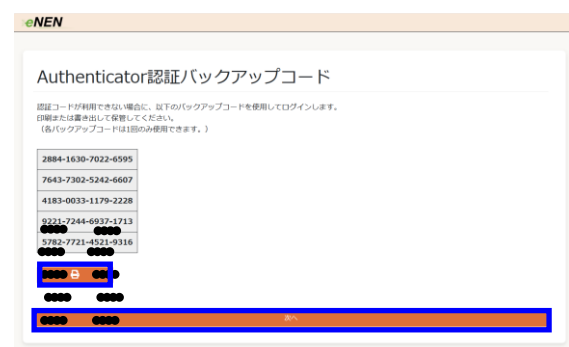 eNEN
Authenticator認証バックアップコード
認証コードが利用できない場合に、以下のバックアップコードを使用してログインします。
印刷または書き出して保管してください。
（各バックアップコードは1回のみ使用できます。）
2884-1630-7022-6595
7643-7302-5242-6607
4183-0033-1179-2228
9221-7244-6937-1713
5782-7721-4521-9316
次へ